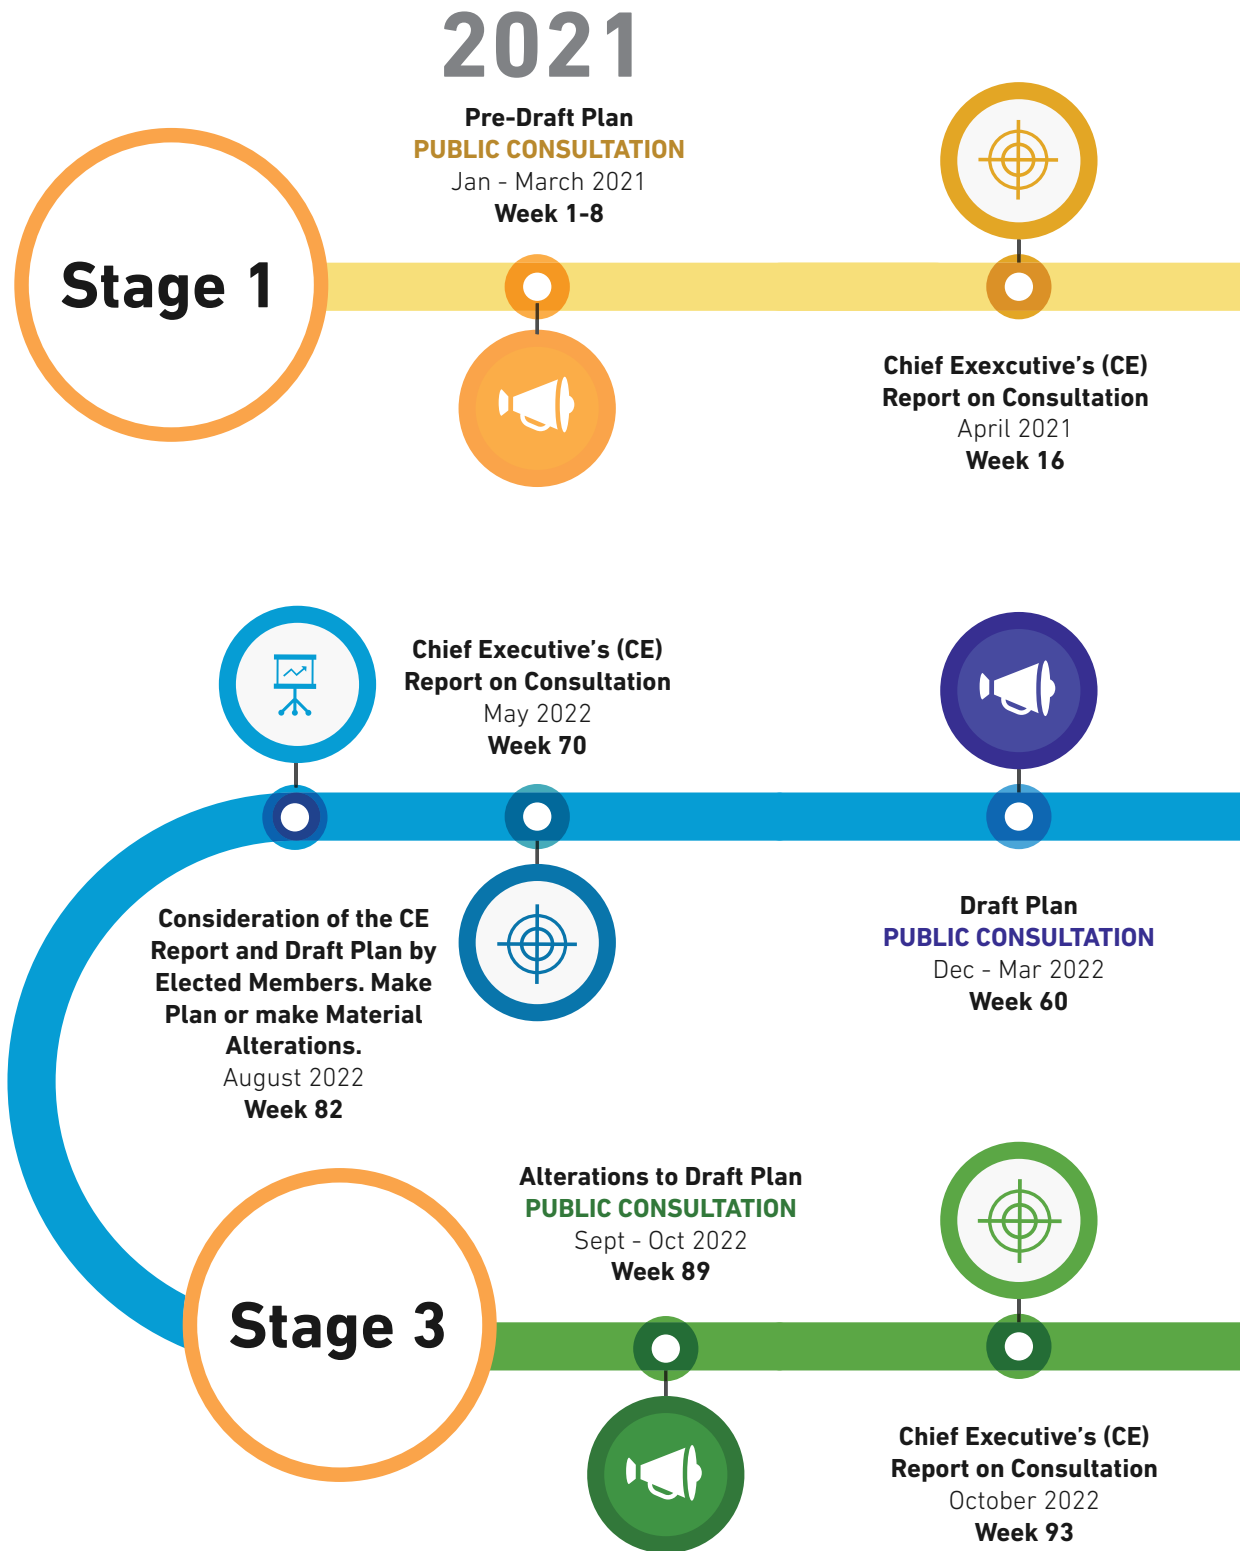 2021
Pre-Draft Plan
PUBLIC CONSULTATION
Jan - March 2021
Week 1-8
Stage 1
Chief Exexcutive’s (CE)
Report on Consultation
April 2021
Week 16
Chief Executive’s (CE)
Report on Consultation
May 2022
Week 70
Consideration of the CE
Report and Draft Plan by
Elected Members. Make
Plan or make Material
Alterations.
August 2022
Week 82
Draft Plan
PUBLIC CONSULTATION
Dec - Mar 2022
Week 60
Stage 3
Alterations to Draft Plan
PUBLIC CONSULTATION
Sept - Oct 2022
Week 89
Chief Executive’s (CE)
Report on Consultation
October 2022
Week 93